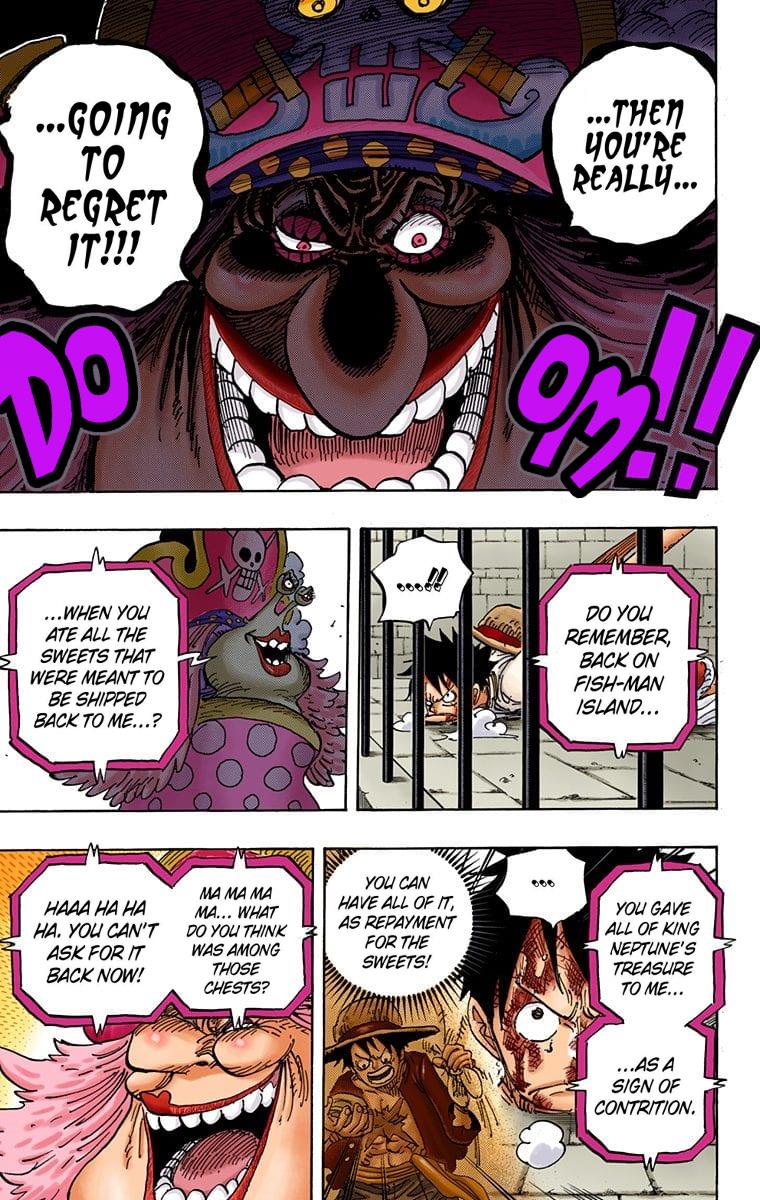 ...THEN
YOU'RE
REALLY...
...GOING
TO
REGRET
IT!!!
DOOM!!
DO YOU
REMEMBER,
BACK ON
FISH-MAN
ISLAND...
.....!!
...WHEN YOU
ATE ALL THE
SWEETS THAT
WERE MEANT TO
BE SHIPPED
BACK TO ME...?
YOU GAVE
ALL OF KING
NEPTUNE'S
TREASURE
TO ME...
...AS A
SIGN OF
CONTRITION.
...
YOU CAN
HAVE ALL OF IT,
AS REPAYMENT
FOR THE
SWEETS!
MA MA MA
MA... WHAT
DO YOU THINK
WAS AMONG
THOSE
CHESTS?
HAAA HA HA
HA. YOU CAN'T
ASK FOR IT
BACK NOW!